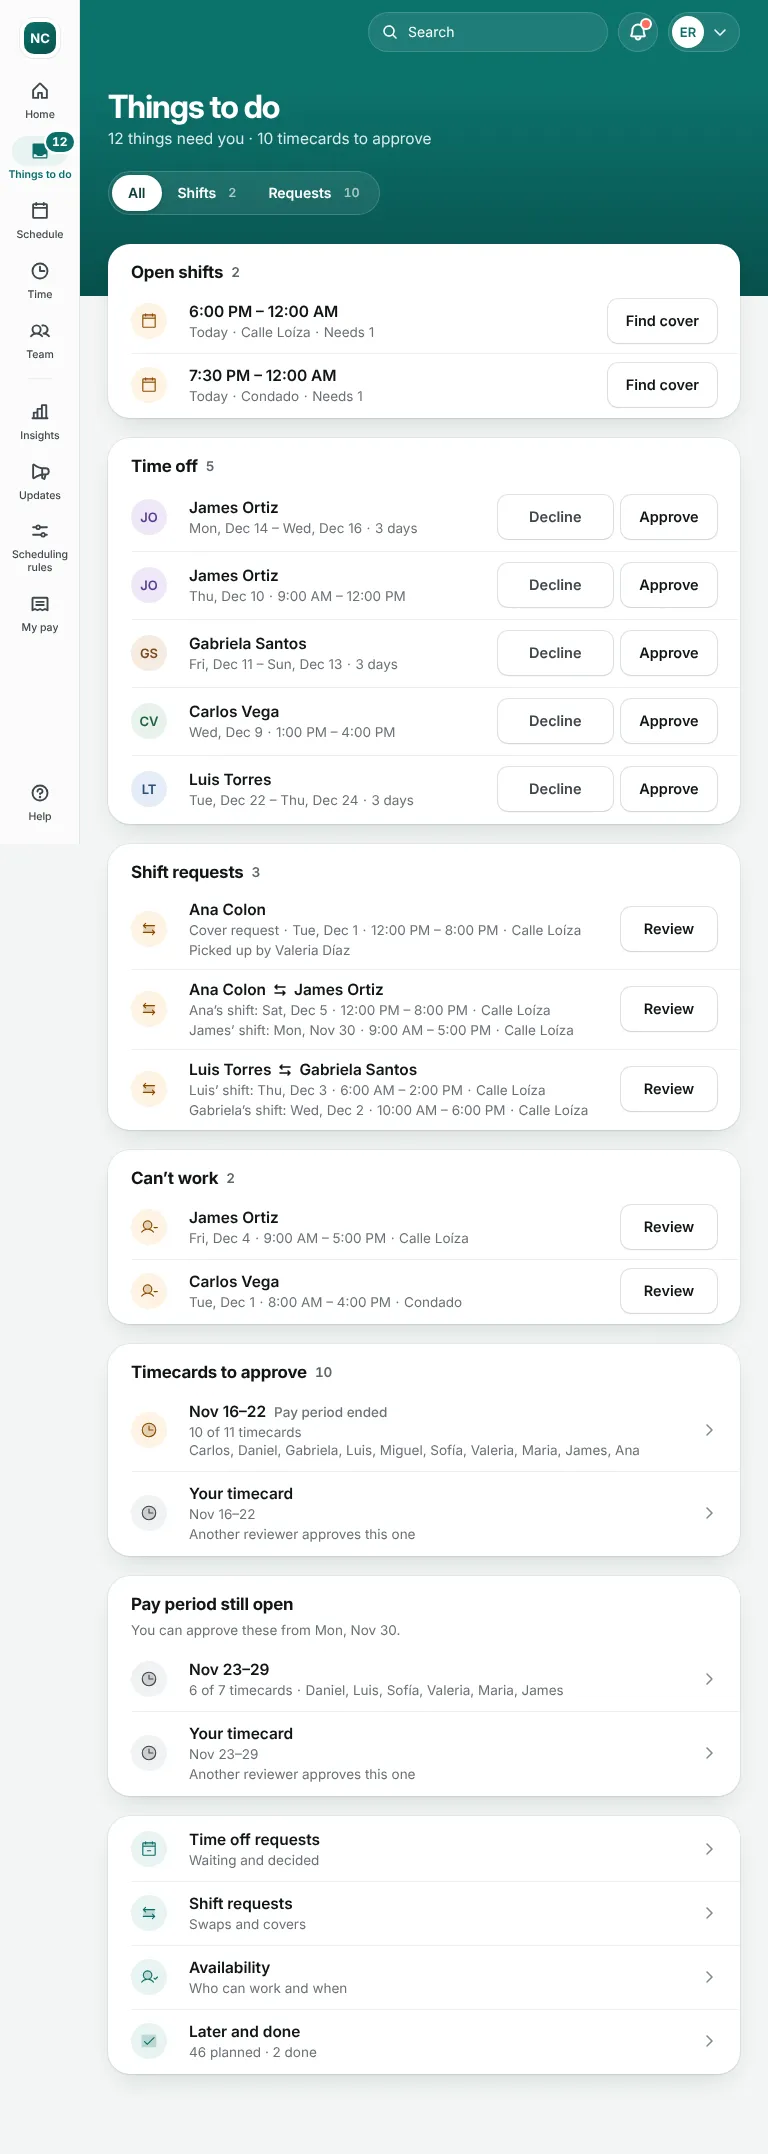 NC
Home
12
Things to do
Schedule
Time
Team
Insights
Updates
Scheduling
rules
My pay
Help
Search
ER
Things to do
12 things need you · 10 timecards to approve
All Shifts 2 Requests 10
Open shifts 2
6:00 PM – 12:00 AM
Today · Calle Loíza · Needs 1
Find cover
7:30 PM – 12:00 AM
Today · Condado · Needs 1
Find cover
Time off 5
JO
James Ortiz
Mon, Dec 14 – Wed, Dec 16 · 3 days
Decline Approve
JO
James Ortiz
Thu, Dec 10 · 9:00 AM – 12:00 PM
Decline Approve
GS
Gabriela Santos
Fri, Dec 11 – Sun, Dec 13 · 3 days
Decline Approve
CV
Carlos Vega
Wed, Dec 9 · 1:00 PM – 4:00 PM
Decline Approve
LT
Luis Torres
Tue, Dec 22 – Thu, Dec 24 · 3 days
Decline Approve
Shift requests 3
Ana Colon
Cover request · Tue, Dec 1 · 12:00 PM – 8:00 PM · Calle Loíza
Picked up by Valeria Díaz
Review
Ana Colon ⇆ James Ortiz
Ana’s shift: Sat, Dec 5 · 12:00 PM – 8:00 PM · Calle Loíza
James’ shift: Mon, Nov 30 · 9:00 AM – 5:00 PM · Calle Loíza
Review
Luis Torres ⇆ Gabriela Santos
Luis’ shift: Thu, Dec 3 · 6:00 AM – 2:00 PM · Calle Loíza
Gabriela’s shift: Wed, Dec 2 · 10:00 AM – 6:00 PM · Calle Loíza
Review
Can’t work 2
James Ortiz
Fri, Dec 4 · 9:00 AM – 5:00 PM · Calle Loíza
Review
Carlos Vega
Tue, Dec 1 · 8:00 AM – 4:00 PM · Condado
Review
Timecards to approve 10
Nov 16–22 Pay period ended
10 of 11 timecards
Carlos, Daniel, Gabriela, Luis, Miguel, Sofía, Valeria, Maria, James, Ana
Your timecard
Nov 16–22
Another reviewer approves this one
Pay period still open
You can approve these from Mon, Nov 30.
Nov 23–29
6 of 7 timecards · Daniel, Luis, Sofía, Valeria, Maria, James
Your timecard
Nov 23–29
Another reviewer approves this one
Time off requests
Waiting and decided
Shift requests
Swaps and covers
Availability
Who can work and when
Later and done
46 planned · 2 done